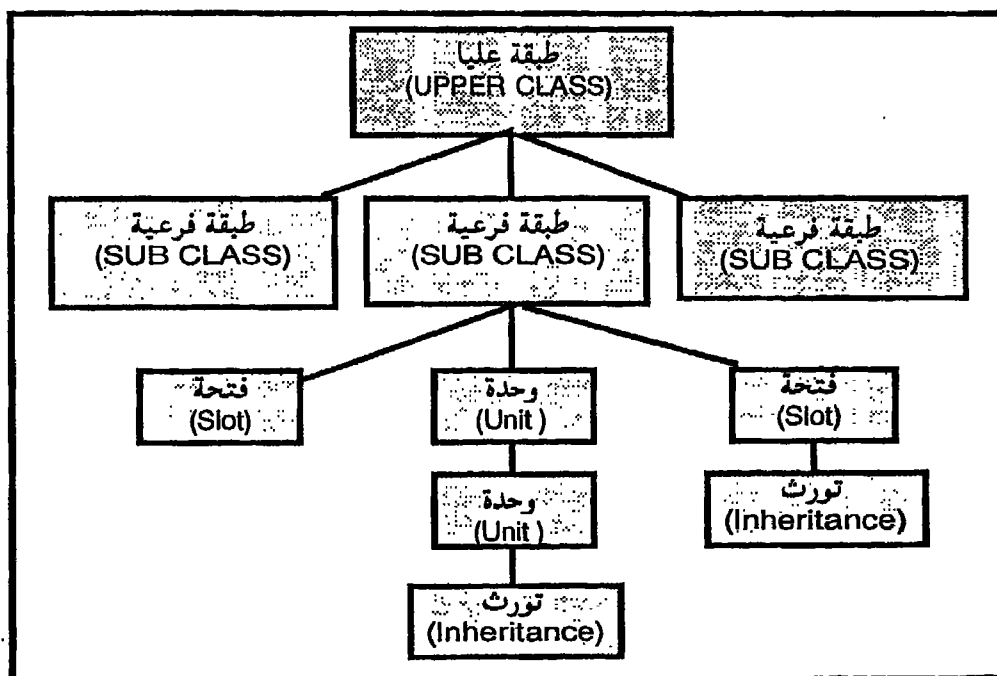 طبقة عليا
(UPPER CLASS)
طبقة فرعية
(SUB CLASS)
طبقة فرعية
(SUB CLASS)
طبقة فرعية
(SUB CLASS)
فتحة
(Slot)
وحدة
(Unit)
فتحة
(Slot)
وحدة
(Unit)
تورث
(Inheritance)
تورث
(Inheritance)